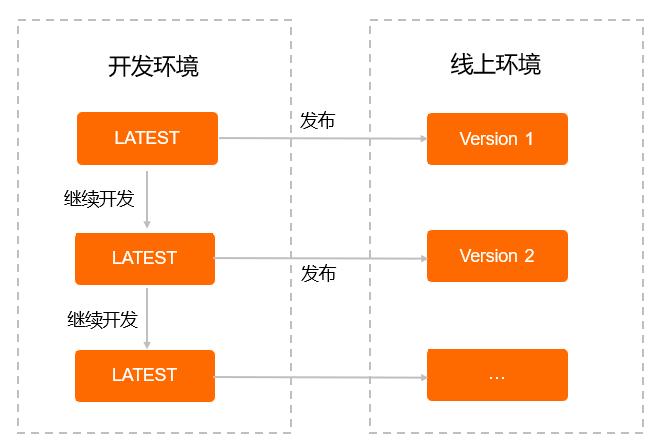 开发环境
线上环境
LATEST
发布
Version 1
继续开发
LATEST
发布
Version 2
继续开发
LATEST
...